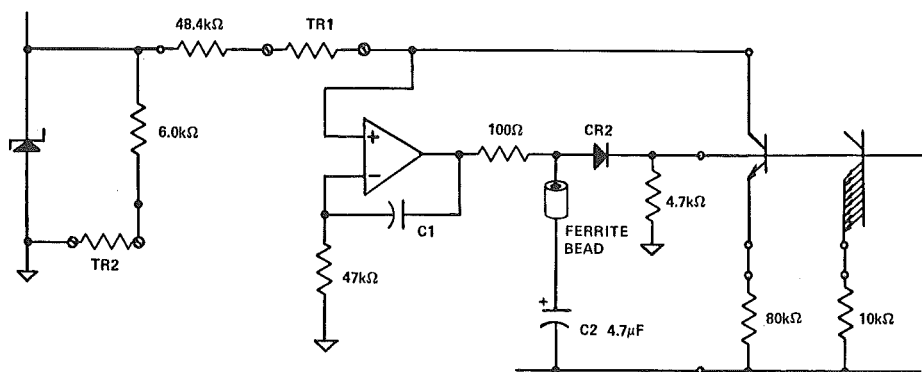 48.4kΩ
TR1
6.0kΩ
TR2
+
−
C1
47kΩ
100Ω
CR2
FERRITE
BEAD
4.7kΩ
+
C2 4.7μF
80kΩ
10kΩ